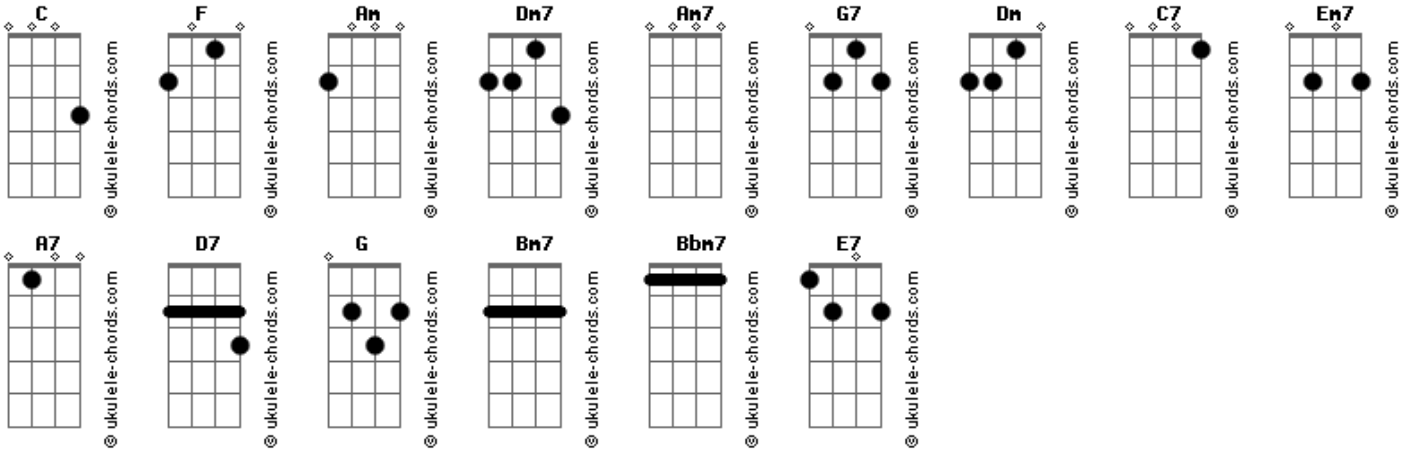 C F Am Dm7 Am7 G7 Dm C7 Em7
© ukulele-chords.com © ukulele-chords.com © ukulele-chords.com © ukulele-chords.com © ukulele-chords.com © ukulele-chords.com © ukulele-chords.com © ukulele-chords.com © ukulele-chords.com
A7 D7 G Bm7 Bbm7 E7
© ukulele-chords.com © ukulele-chords.com © ukulele-chords.com © ukulele-chords.com © ukulele-chords.com © ukulele-chords.com